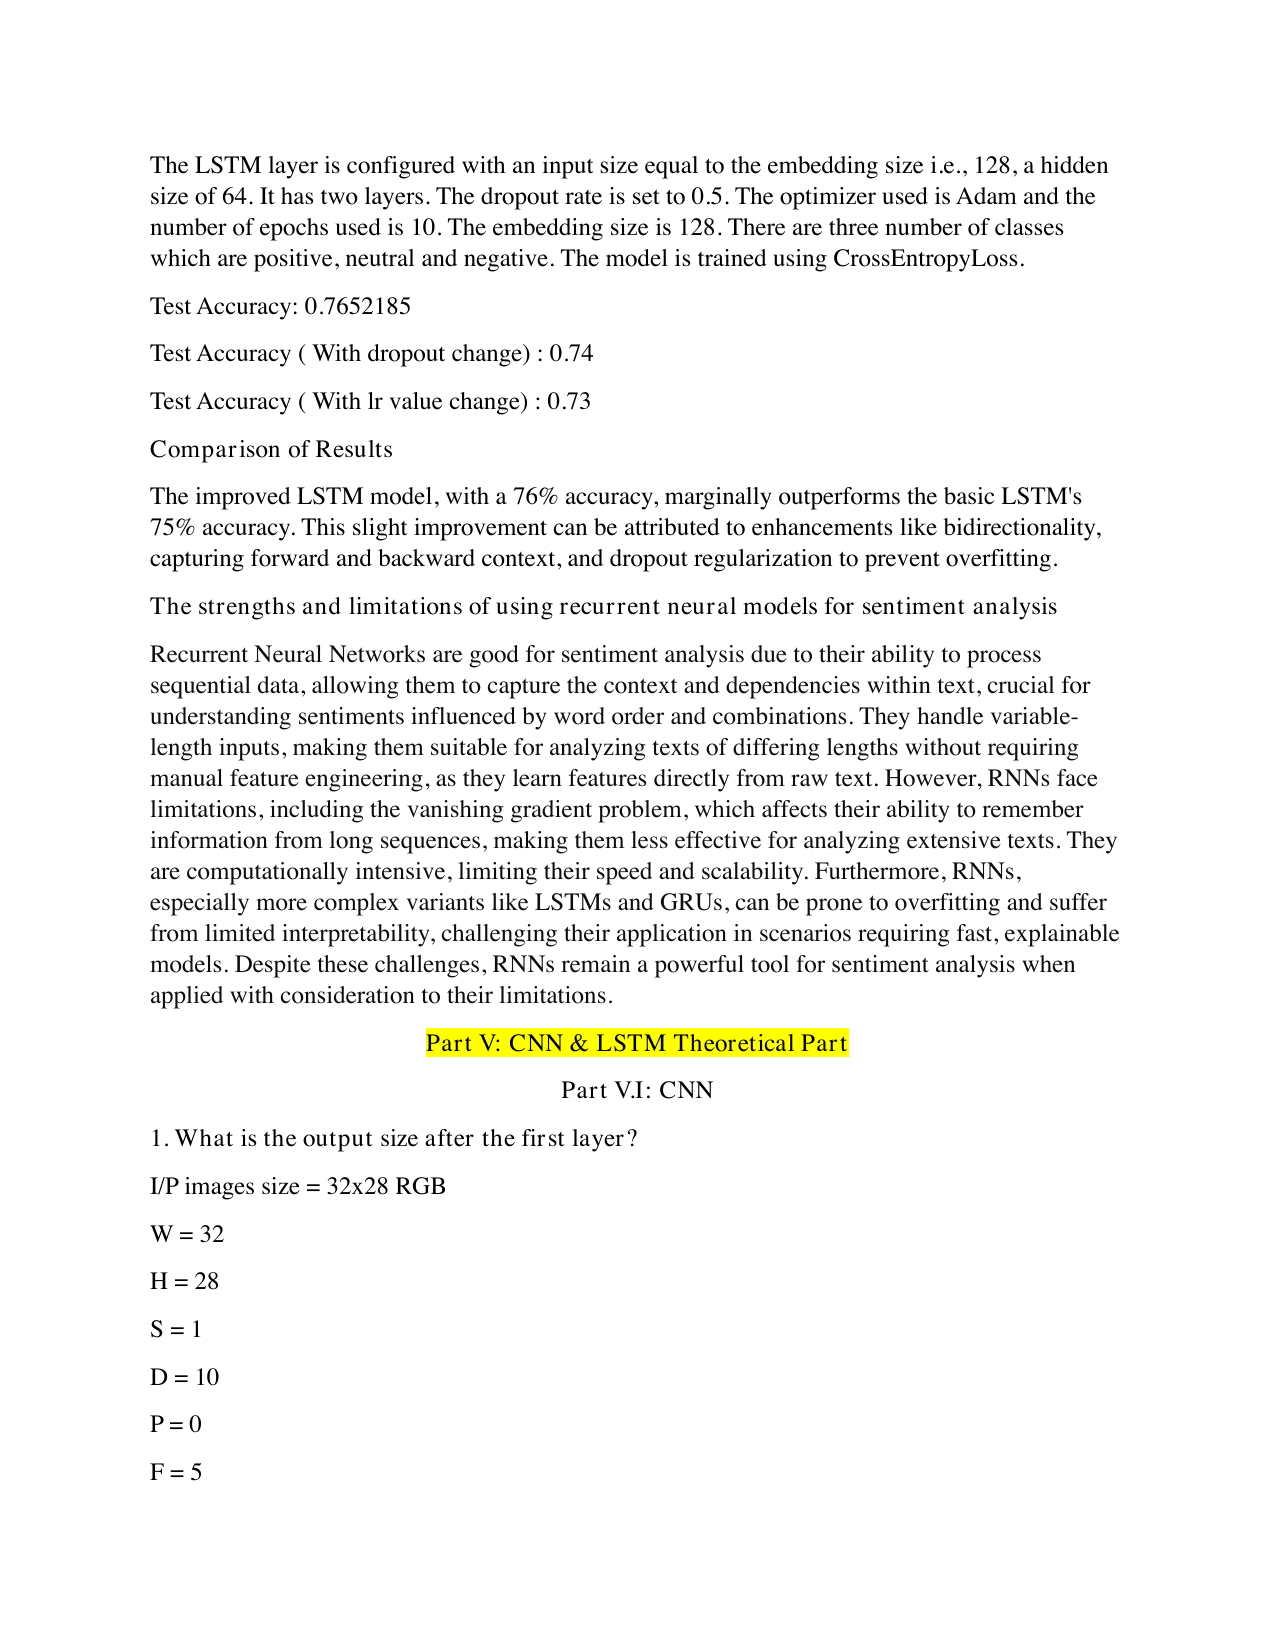 The LSTM layer is configured with an input size equal to the embedding size i.e., 128, a hidden
size of 64. It has two layers. The dropout rate is set to 0.5. The optimizer used is Adam and the
number of epochs used is 10. The embedding size is 128. There are three number of classes
which are positive, neutral and negative. The model is trained using CrossEntropyLoss.
Test Accuracy: 0.7652185
Test Accuracy ( With dropout change) : 0.74
Test Accuracy ( With lr value change) : 0.73
Comparison of Results
The improved LSTM model, with a 76% accuracy, marginally outperforms the basic LSTM's
75% accuracy. This slight improvement can be attributed to enhancements like bidirectionality,
capturing forward and backward context, and dropout regularization to prevent overfitting.
The strengths and limitations of using recurrent neural models for sentiment analysis
Recurrent Neural Networks are good for sentiment analysis due to their ability to process
sequential data, allowing them to capture the context and dependencies within text, crucial for
understanding sentiments influenced by word order and combinations. They handle variable-
length inputs, making them suitable for analyzing texts of differing lengths without requiring
manual feature engineering, as they learn features directly from raw text. However, RNNs face
limitations, including the vanishing gradient problem, which affects their ability to remember
information from long sequences, making them less effective for analyzing extensive texts. They
are computationally intensive, limiting their speed and scalability. Furthermore, RNNs,
especially more complex variants like LSTMs and GRUs, can be prone to overfitting and suffer
from limited interpretability, challenging their application in scenarios requiring fast, explainable
models. Despite these challenges, RNNs remain a powerful tool for sentiment analysis when
applied with consideration to their limitations.
Part V: CNN & LSTM Theoretical Part
Part V.I: CNN
1. What is the output size after the first layer?
I/P images size = 32x28 RGB
W = 32
H = 28
S = 1
D = 10
P = 0
F = 5